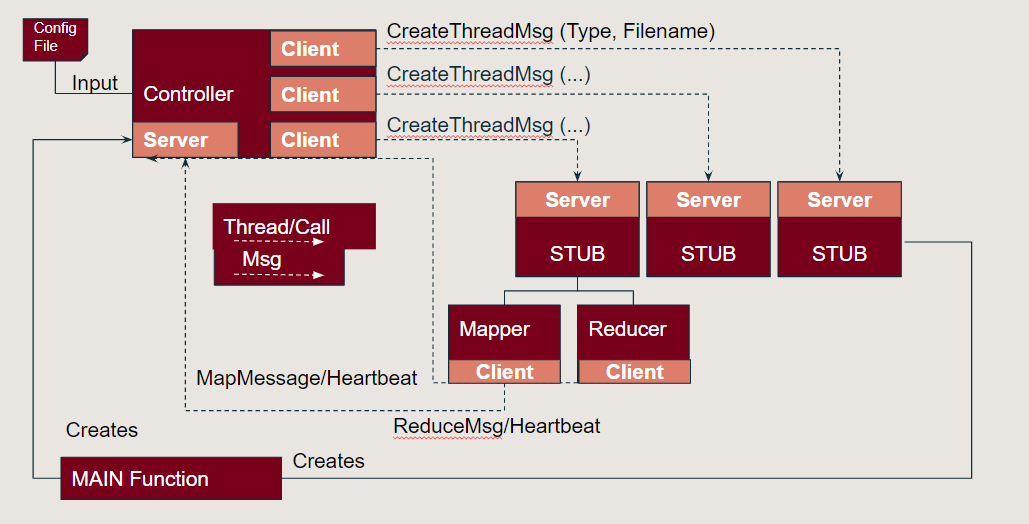 Config
File
Input
Controller
Client
Client
Client
Server
CreateThreadMsg (Type, Filename)
CreateThreadMsg (...)
CreateThreadMsg (...)
Server
Server
Server
STUB
STUB
STUB
Thread/Call
Msg
Mapper
Reducer
Client
Client
MapMessage/Heartbeat
ReduceMsg/Heartbeat
Creates
Creates
MAIN Function